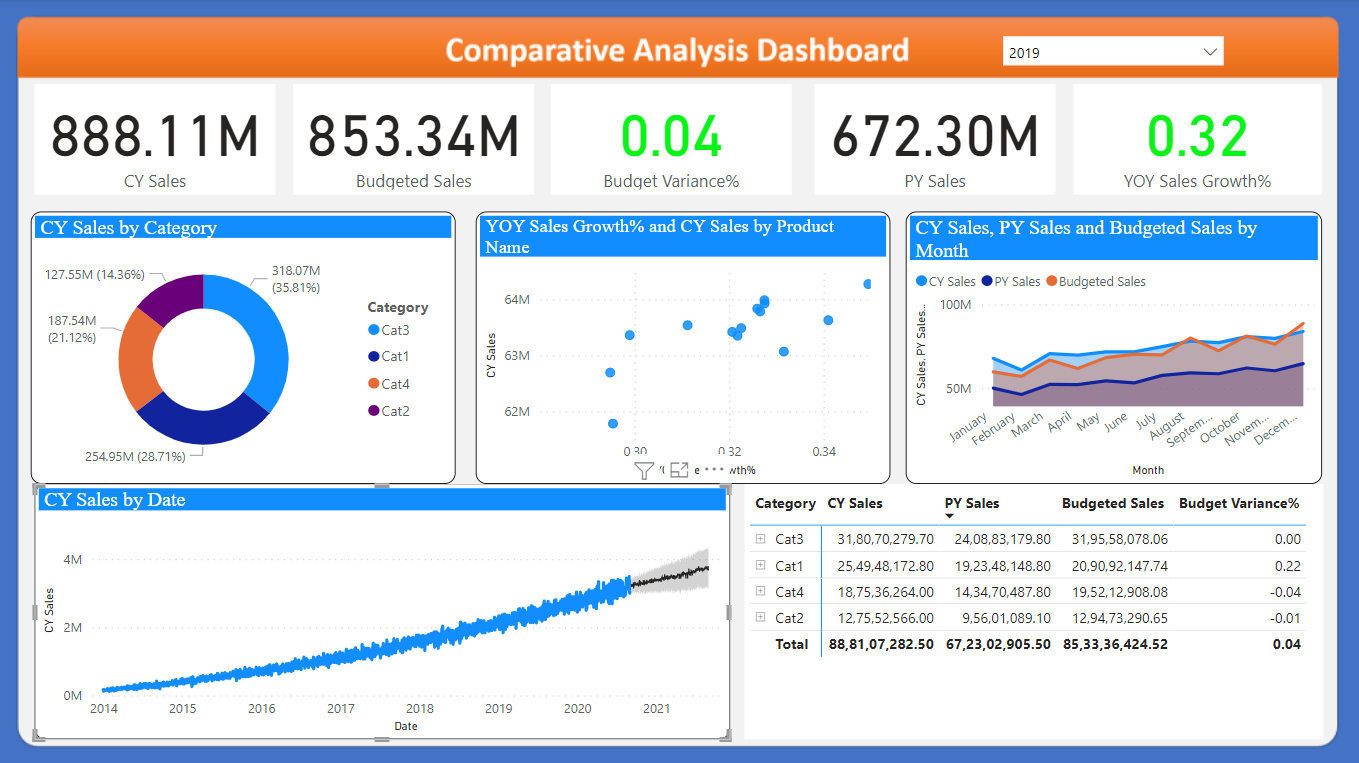 Comparative Analysis Dashboard
2019
888.11M
CY Sales
853.34M
Budgeted Sales
0.04
Budget Variance%
672.30M
PY Sales
0.32
YOY Sales Growth%
CY Sales by Category
127.55M (14.36%)
318.07M
(35.81%)
187.54M
(21.12%)
254.95M (28.71%)
Category
Cat3
Cat1
Cat4
Cat2
YOY Sales Growth% and CY Sales by Product
Name
CY Sales
64M
63M
62M
0.30 0.32 0.34
wth%
CY Sales, PY Sales and Budgeted Sales by
Month
CY Sales PY Sales Budgeted Sales
CY Sales, PY Sales...
100M
50M
January February March April May June July August Septem... October Novem... Decem...
Month
CY Sales by Date
CY Sales
4M
2M
0M
2014 2015 2016 2017 2018 2019 2020 2021
Date
Category CY Sales PY Sales Budgeted Sales Budget Variance%
Cat3 31,80,70,279.70 24,08,83,179.80 31,95,58,078.06 0.00
Cat1 25,49,48,172.80 19,23,48,148.80 20,90,92,147.74 0.22
Cat4 18,75,36,264.00 14,34,70,487.80 19,52,12,908.08 -0.04
Cat2 12,75,52,566.00 9,56,01,089.10 12,94,73,290.65 -0.01
Total 88,81,07,282.50 67,23,02,905.50 85,33,36,424.52 0.04